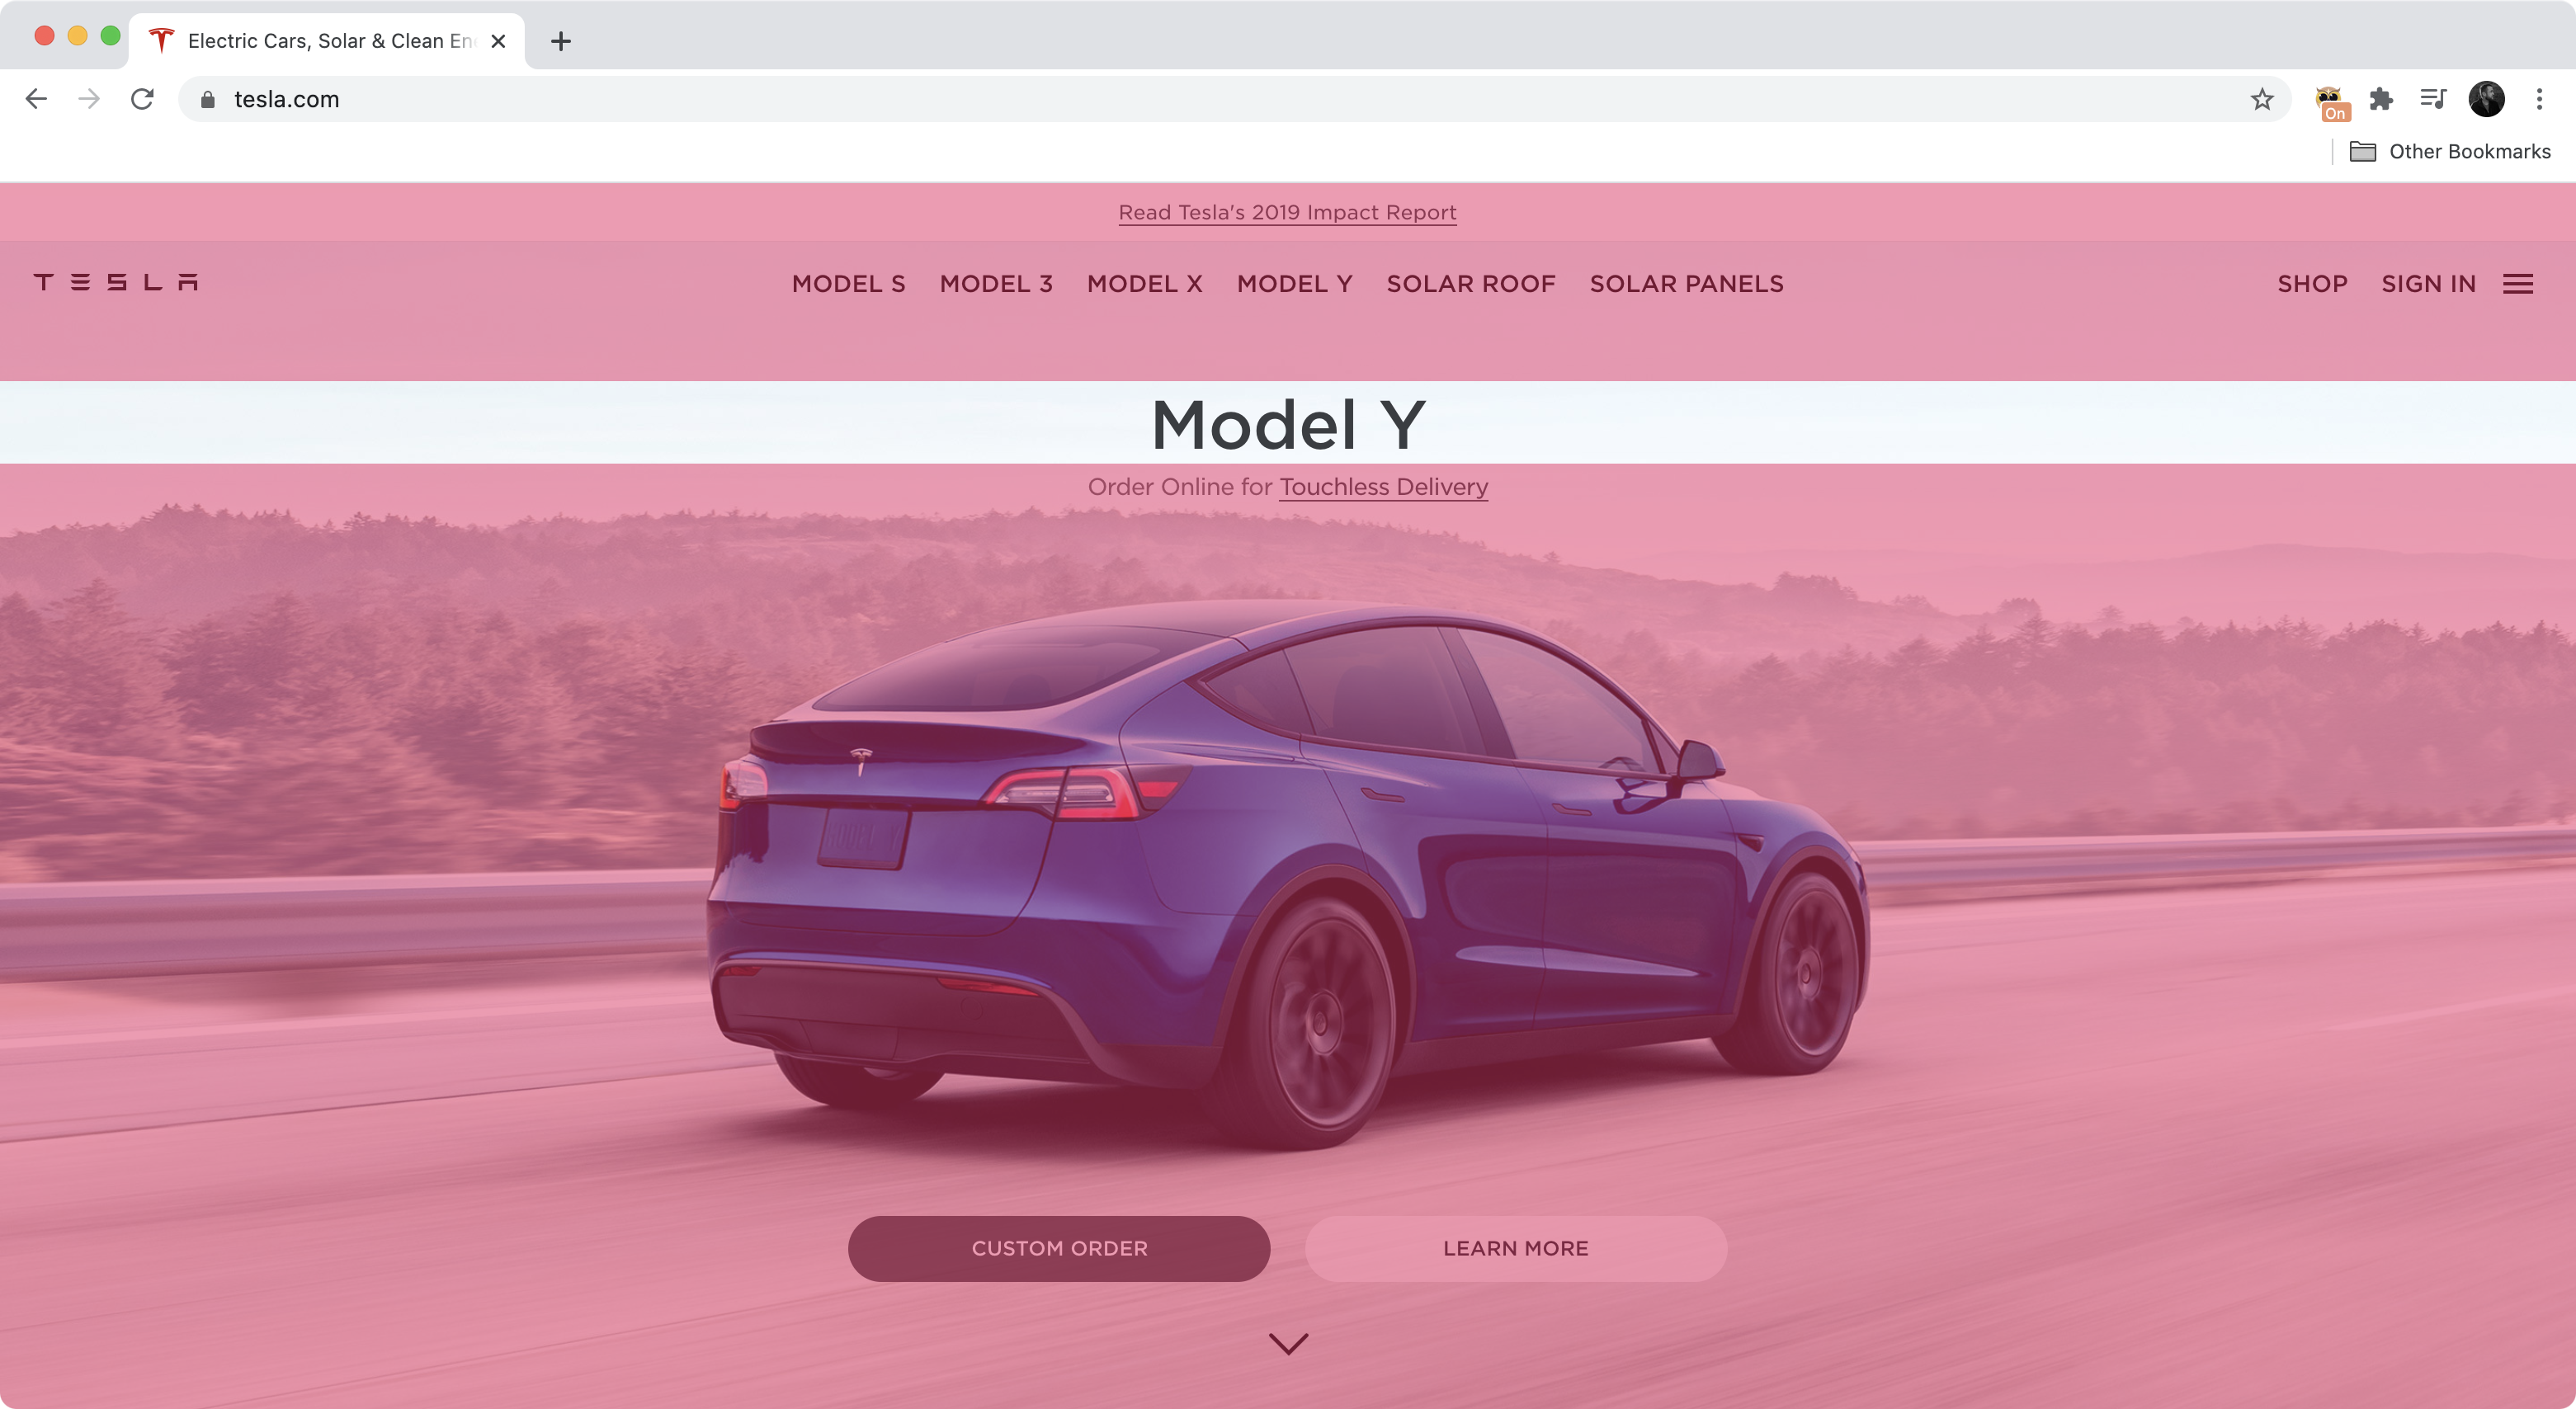 Electric Cars, Solar & Clean En
tesla.com
On
Other Bookmarks
Read Tesla's 2019 Impact Report
TESLA
MODEL S MODEL 3 MODEL X MODEL Y SOLAR ROOF SOLAR PANELS
SHOP SIGN IN
Model Y
Order Online for Touchless Delivery
MODEL Y
CUSTOM ORDER
LEARN MORE